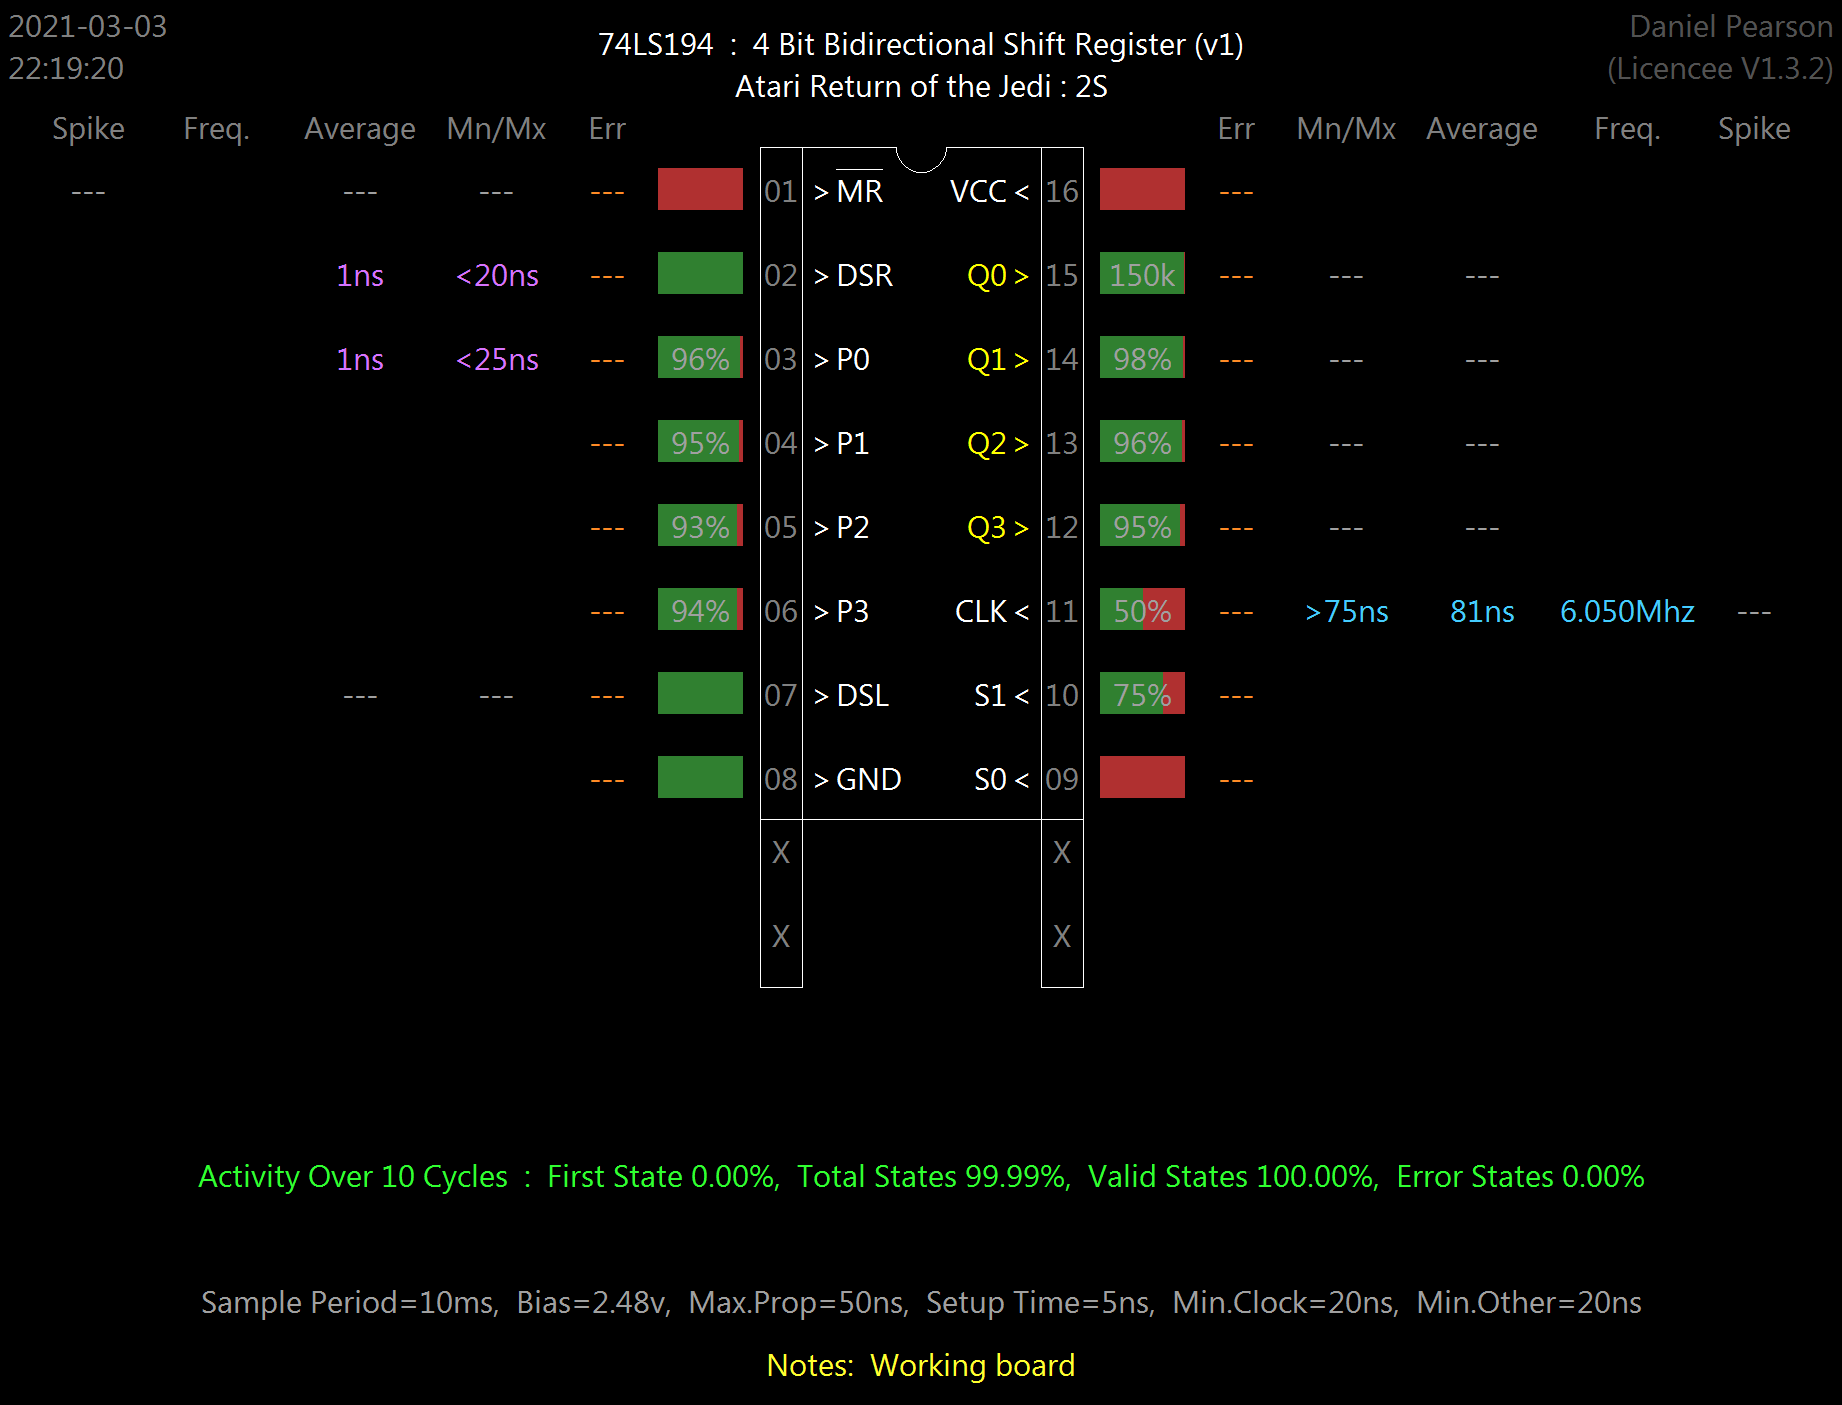 2021-03-03
22:19:20
74LS194 : 4 Bit Bidirectional Shift Register (v1)
Atari Return of the Jedi : 2S
Daniel Pearson
(Licencee V1.3.2)
Spike Freq. Average Mn/Mx Err Err Mn/Mx Average Freq. Spike
--- --- --- --- 01 > MR VCC < 16 ---
1ns <20ns --- 02 > DSR Q0 > 15 150k --- --- ---
1ns <25ns --- 96% 03 > P0 Q1 > 14 98% --- --- ---
--- 95% 04 > P1 Q2 > 13 96% --- --- ---
--- 93% 05 > P2 Q3 > 12 95% --- --- ---
--- 94% 06 > P3 CLK < 11 50% --- >75ns 81ns 6.050Mhz ---
--- --- --- 07 > DSL S1 < 10 75% ---
--- 08 > GND S0 < 09 ---
X X
X X
Activity Over 10 Cycles : First State 0.00%, Total States 99.99%, Valid States 100.00%, Error States 0.00%
Sample Period=10ms, Bias=2.48v, Max.Prop=50ns, Setup Time=5ns, Min.Clock=20ns, Min.Other=20ns
Notes: Working board